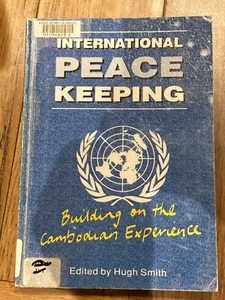 INTERNATIONAL
PEACE
KEEPING
Building on the
Cambodian Experience
Edited by Hugh Smith